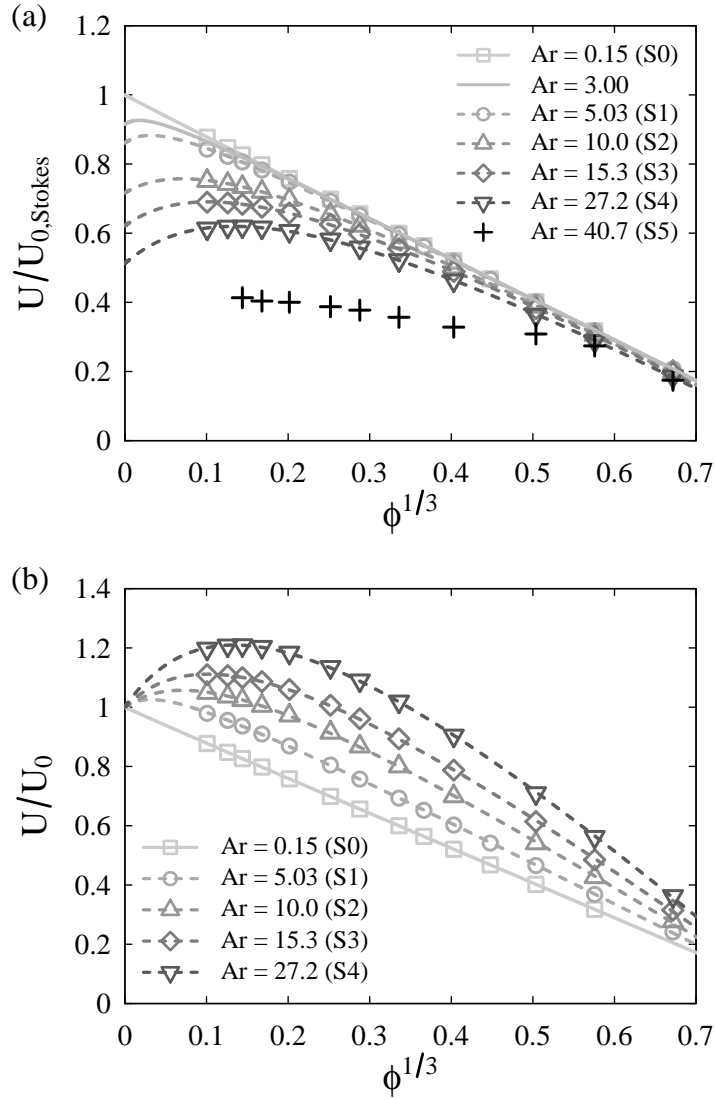 (a)
1.2
1
0.8
0.6
0.4
0.2
0
U/U0,Stokes
Ar = 0.15 (S0)
Ar = 3.00
Ar = 5.03 (S1)
Ar = 10.0 (S2)
Ar = 15.3 (S3)
Ar = 27.2 (S4)
Ar = 40.7 (S5)
0 0.1 0.2 0.3 0.4 0.5 0.6 0.7
ϕ1/3
(b)
1.4
1.2
1
0.8
0.6
0.4
0.2
0
U/U0
Ar = 0.15 (S0)
Ar = 5.03 (S1)
Ar = 10.0 (S2)
Ar = 15.3 (S3)
Ar = 27.2 (S4)
0 0.1 0.2 0.3 0.4 0.5 0.6 0.7
ϕ1/3